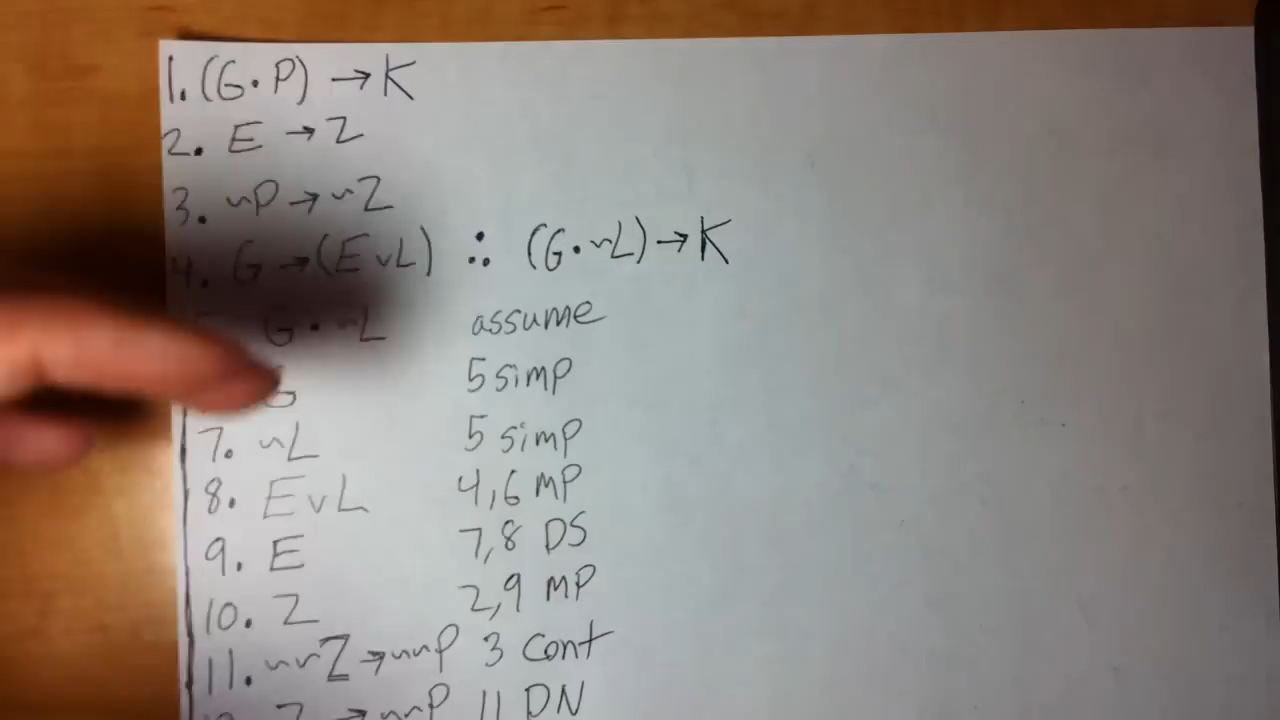 1. (G·P) → K
2. E → Z
3. ~P → ~Z
4. G → (E v L) ∴ (G·~L) → K
G·~L assume
G 5 simp
7. ~L 5 simp
8. E v L 4,6 MP
9. E 7,8 DS
10. Z 2,9 MP
11. ~~Z → ~~P 3 Cont
12. Z → ~~P 11 DN